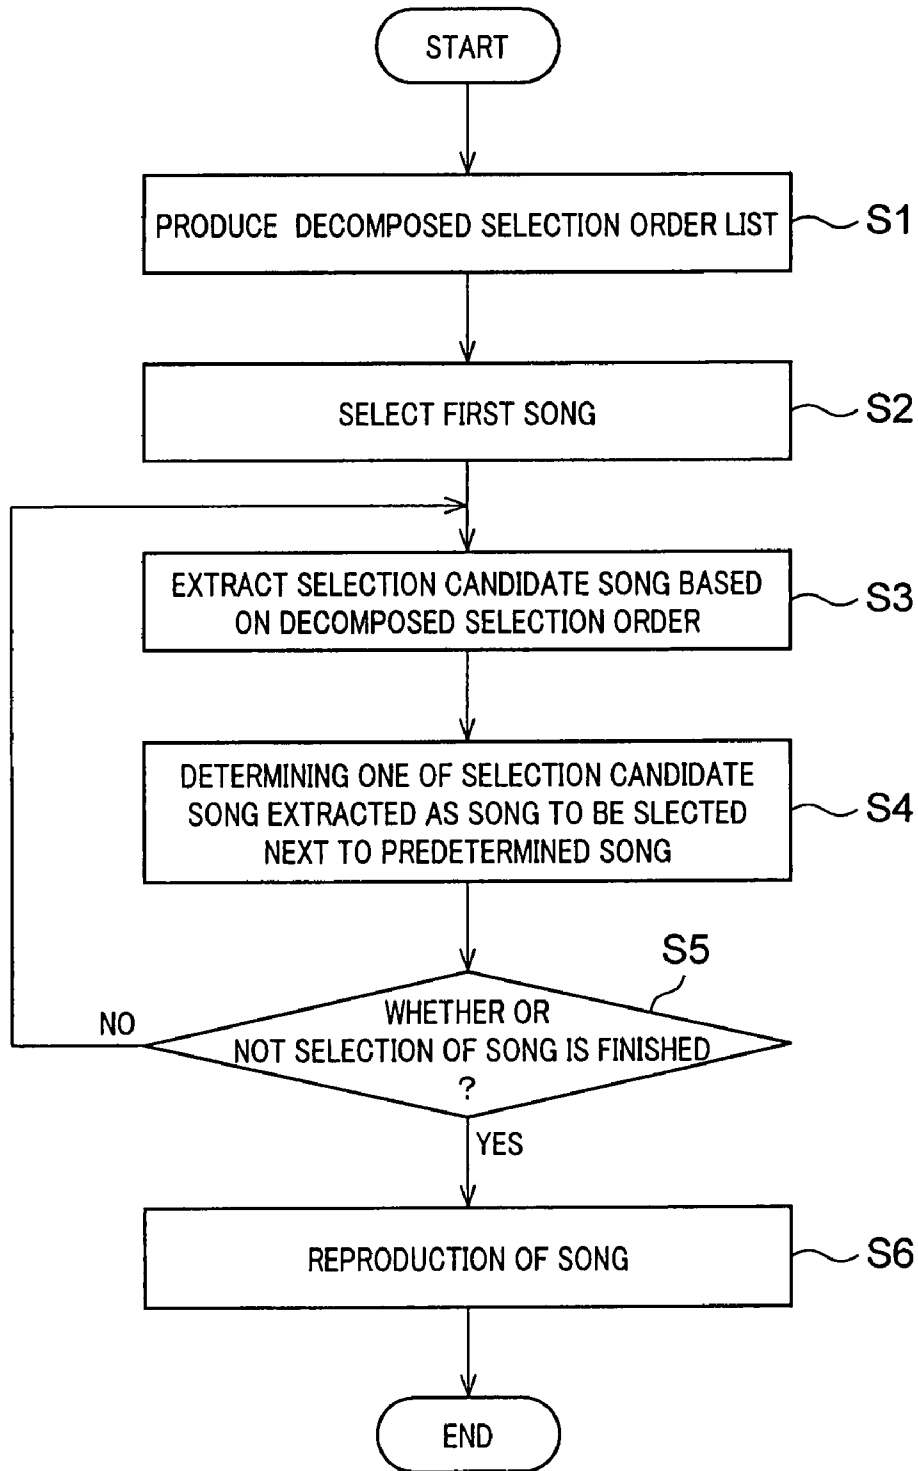 START
PRODUCE DECOMPOSED SELECTION ORDER LIST
S1
SELECT FIRST SONG
S2
EXTRACT SELECTION CANDIDATE SONG BASED
ON DECOMPOSED SELECTION ORDER
S3
DETERMINING ONE OF SELECTION CANDIDATE
SONG EXTRACTED AS SONG TO BE SLECTED
NEXT TO PREDETERMINED SONG
S4
S5
WHETHER OR
NOT SELECTION OF SONG IS FINISHED
?
NO
YES
REPRODUCTION OF SONG
S6
END